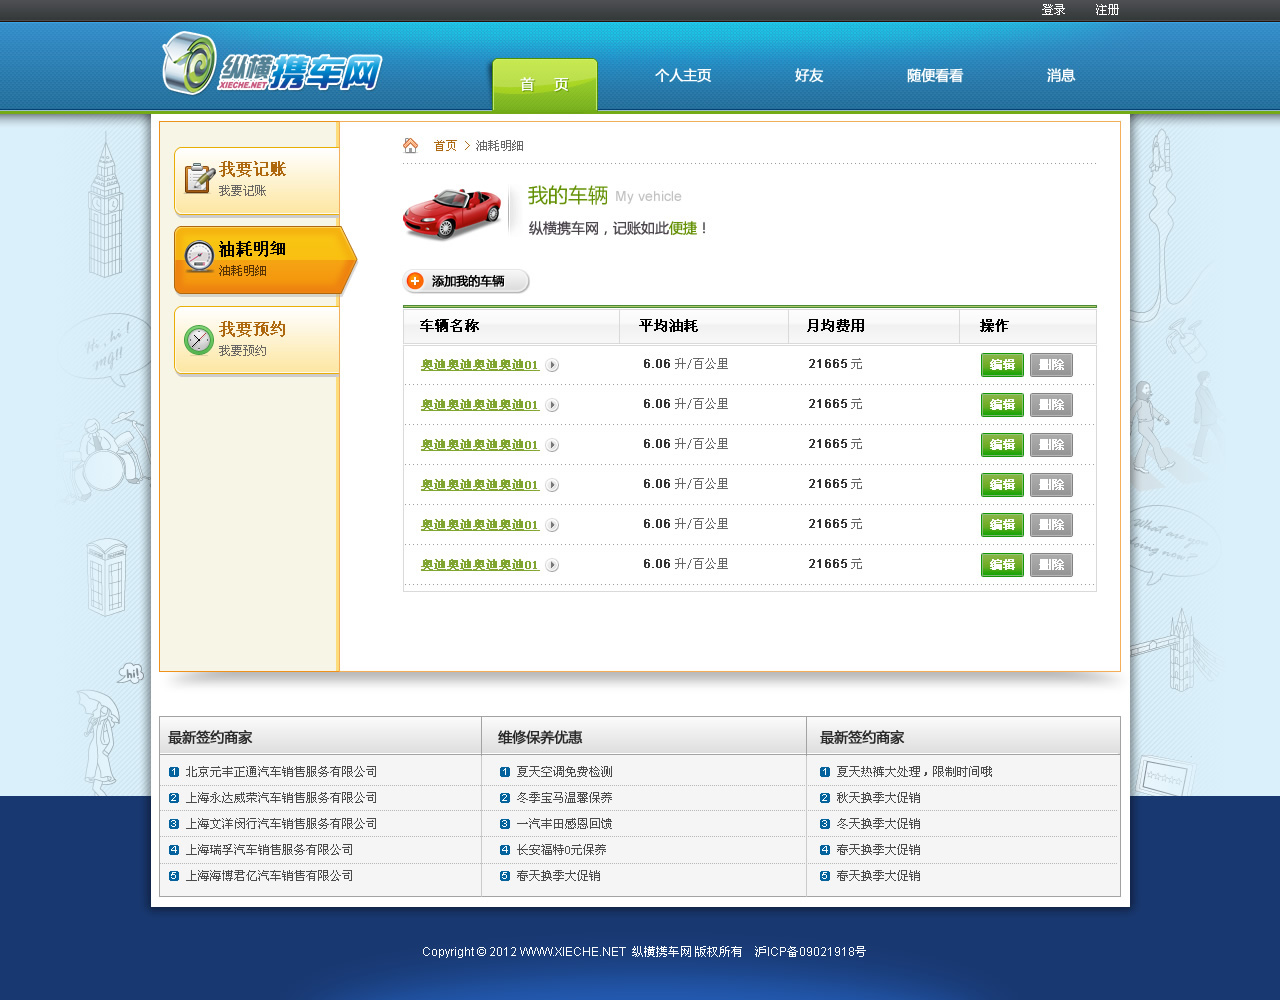 登录 注册
纵横携车网
XIECHE.NET
首 页 个人主页 好友 随便看看 消息
我要记账
我要记账
油耗明细
油耗明细
我要预约
我要预约
首页 > 油耗明细
我的车辆 My vehicle
纵横携车网，记账如此便捷！
添加我的车辆
车辆名称 平均油耗 月均费用 操作
奥迪奥迪奥迪奥迪01 6.06 升/百公里 21665 元 编辑 删除
奥迪奥迪奥迪奥迪01 6.06 升/百公里 21665 元 编辑 删除
奥迪奥迪奥迪奥迪01 6.06 升/百公里 21665 元 编辑 删除
奥迪奥迪奥迪奥迪01 6.06 升/百公里 21665 元 编辑 删除
奥迪奥迪奥迪奥迪01 6.06 升/百公里 21665 元 编辑 删除
奥迪奥迪奥迪奥迪01 6.06 升/百公里 21665 元 编辑 删除
What are you
doing now?
hi!
最新签约商家
1 北京元丰正通汽车销售服务有限公司
2 上海永达威荣汽车销售服务有限公司
3 上海文洋闵行汽车销售服务有限公司
4 上海瑞孚汽车销售服务有限公司
5 上海海博君亿汽车销售有限公司
维修保养优惠
1 夏天空调免费检测
2 冬季宝马温馨保养
3 一汽丰田感恩回馈
4 长安福特0元保养
5 春天换季大促销
最新签约商家
1 夏天热裤大处理，限制时间哦
2 秋天换季大促销
3 冬天换季大促销
4 春天换季大促销
5 春天换季大促销
Copyright © 2012 WWW.XIECHE.NET 纵横携车网 版权所有 沪ICP备09021918号